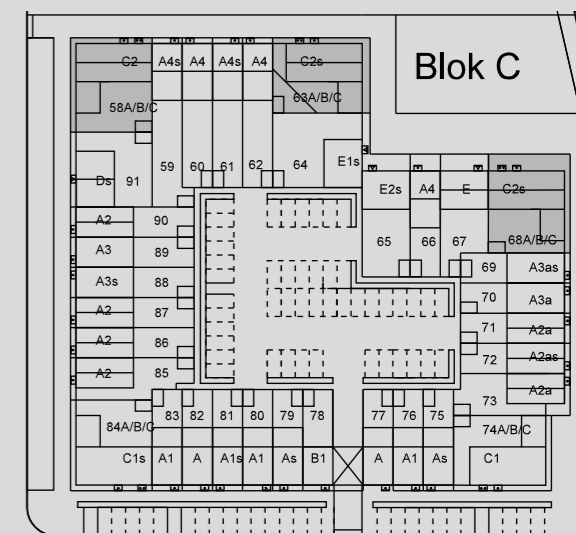 C2 A4s A4 A4s A4 C2s
Blok C
58A/B/C 63A/B/C
59 60 61 62 64 E1s
Ds 91
E2s A4 E C2s
A2 90
65 66 67 68A/B/C
A3 89
69 A3as
A3s 88
70 A3a
A2 87
71 A2a
A2 86
72 A2as
A2 85
73 A2a
84A/B/C 83 82 81 80 79 78 77 76 75 74A/B/C
C1s A1 A A1s A1 As B1 A A1 As C1